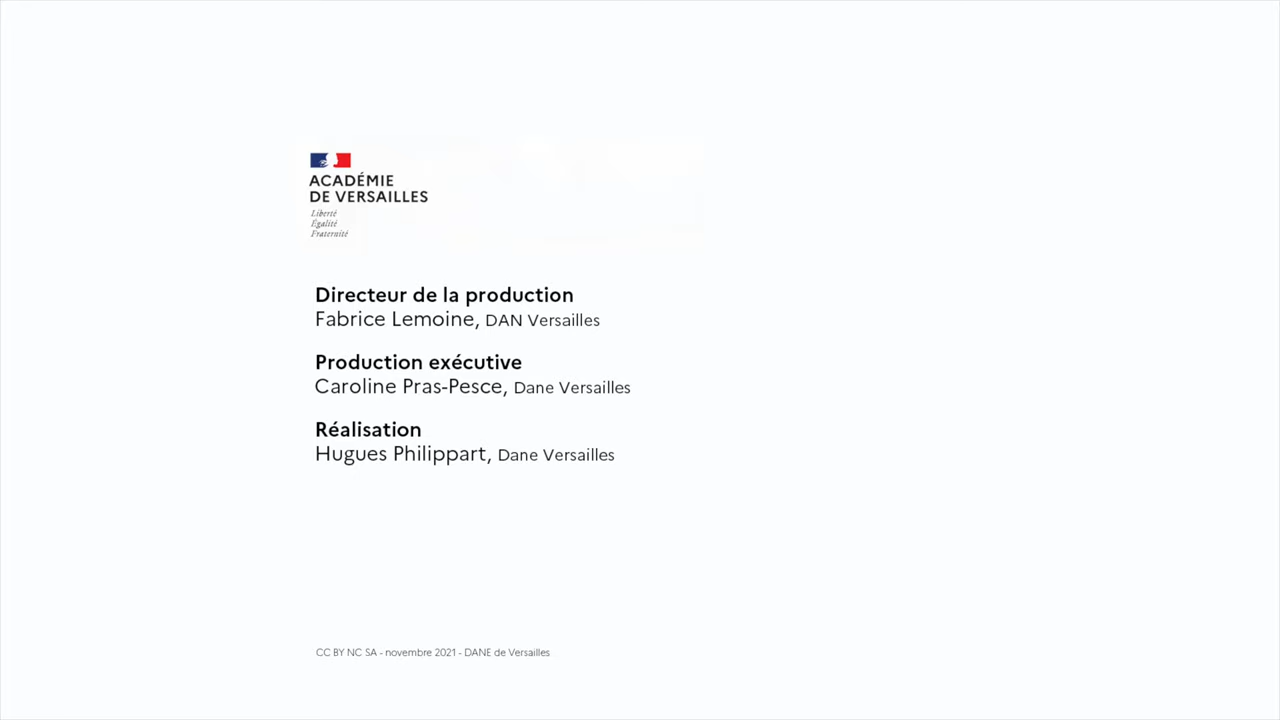 ACADÉMIE
DE VERSAILLES
Liberté
Égalité
Fraternité
Directeur de la production
Fabrice Lemoine, DAN Versailles
Production exécutive
Caroline Pras-Pesce, Dane Versailles
Réalisation
Hugues Philippart, Dane Versailles
CC BY NC SA - novembre 2021 - DANE de Versailles